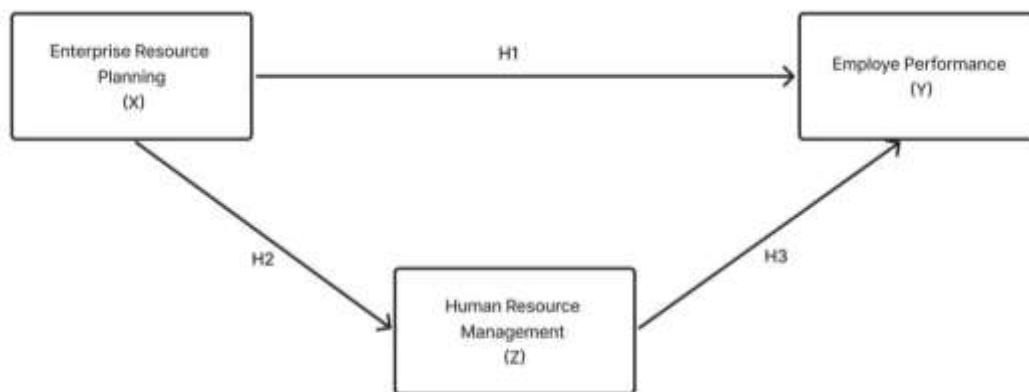 Enterprise Resource
Planning
(X)
H1
Employe Performance
(Y)
H2
H3
Human Resource
Management
(Z)